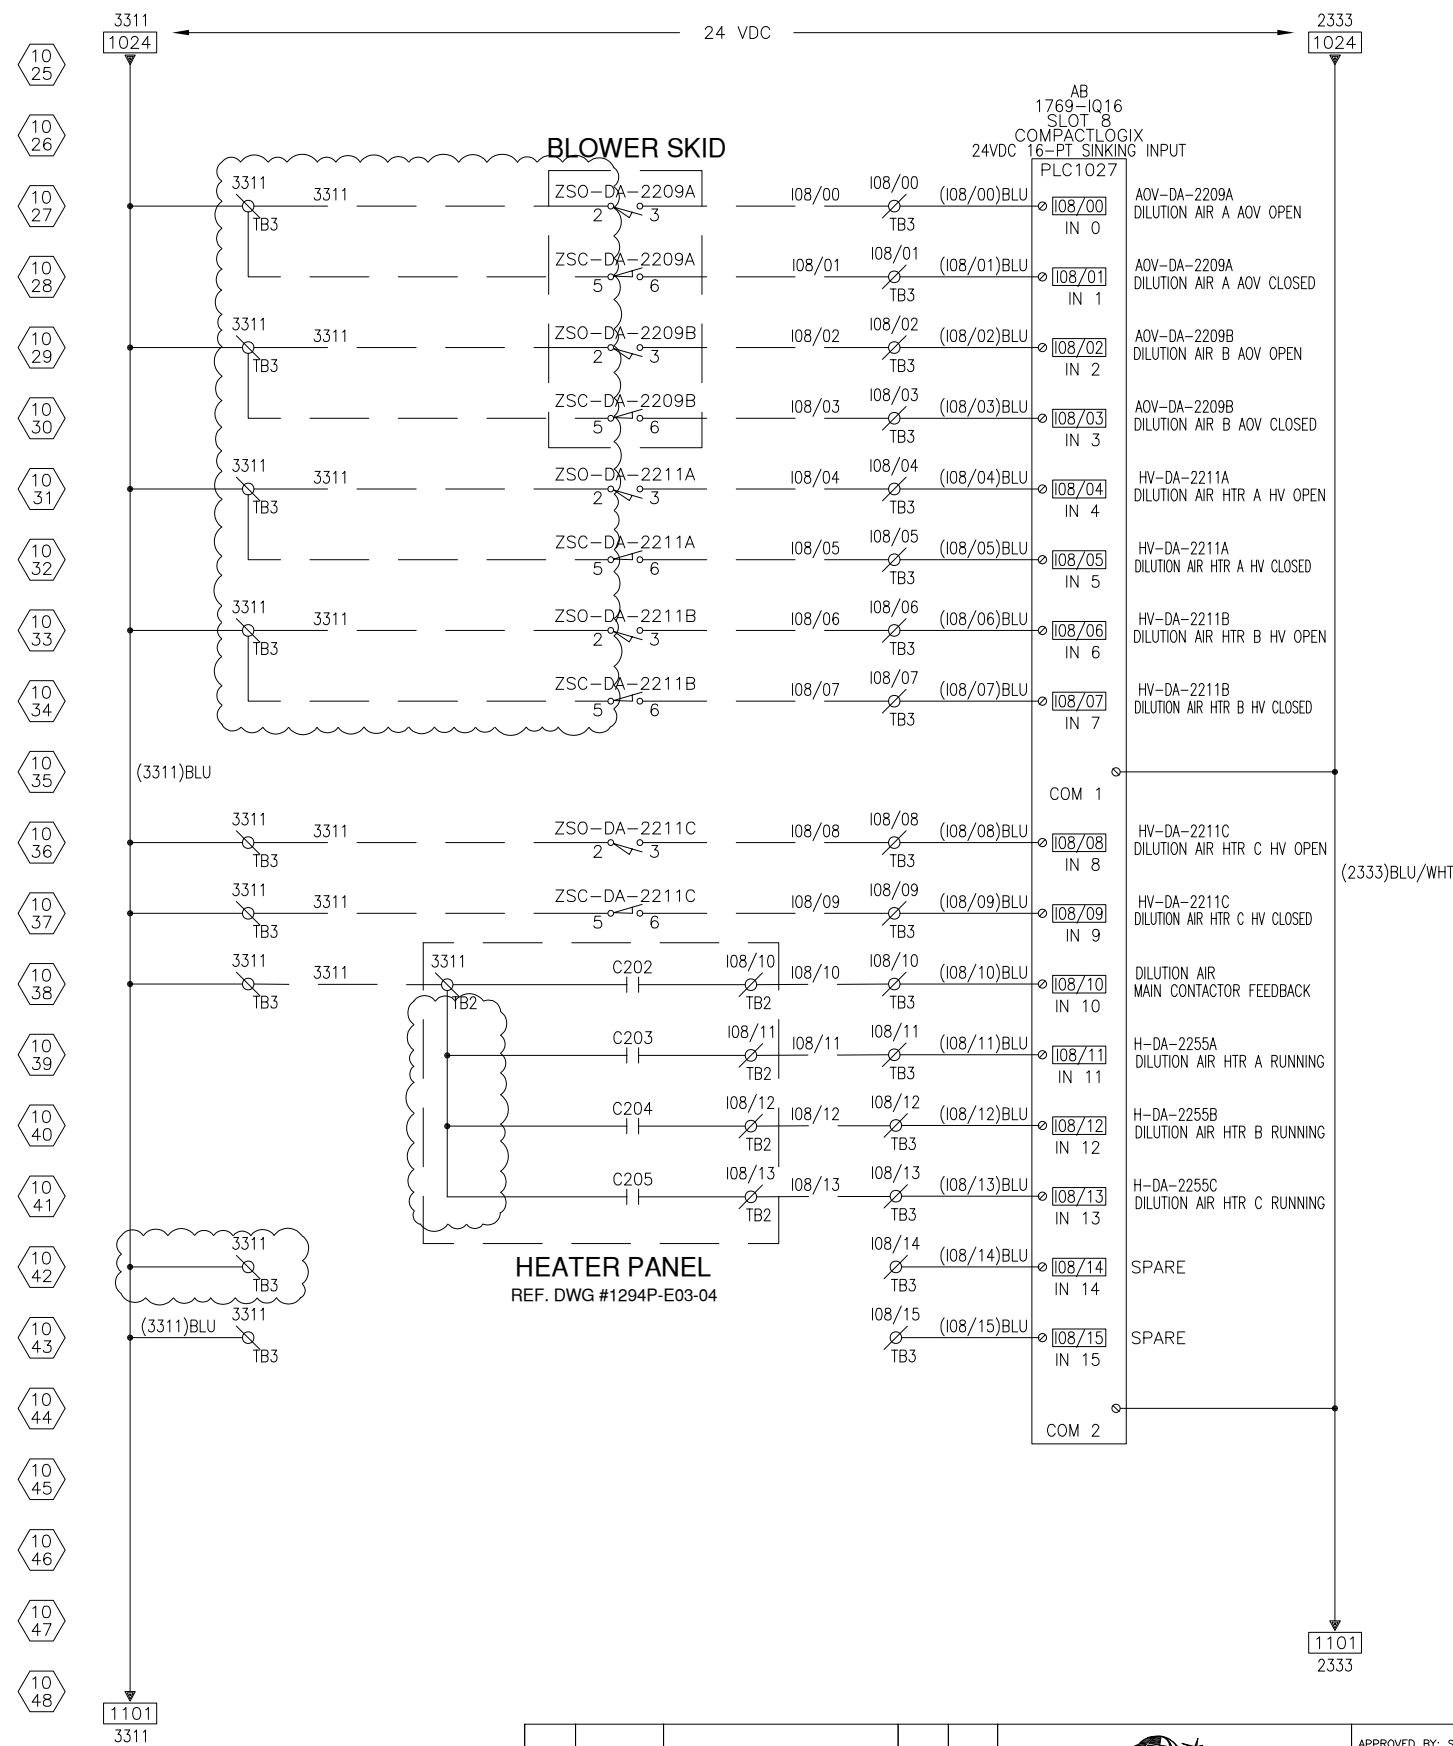 3311
1024
24 VDC
2333
1024
10
25
AB
1769-IQ16
SLOT 8
COMPACTLOGIX
24VDC 16-PT SINKING INPUT
PLC1027
10
26
BLOWER SKID
10
27
3311
TB3
3311
ZSO-DA-2209A
2 3
I08/00
I08/00
TB3
(I08/00)BLU
I08/00
IN 0
AOV-DA-2209A
DILUTION AIR A AOV OPEN
10
28
ZSC-DA-2209A
5 6
I08/01
I08/01
TB3
(I08/01)BLU
I08/01
IN 1
AOV-DA-2209A
DILUTION AIR A AOV CLOSED
10
29
3311
TB3
3311
ZSO-DA-2209B
2 3
I08/02
I08/02
TB3
(I08/02)BLU
I08/02
IN 2
AOV-DA-2209B
DILUTION AIR B AOV OPEN
10
30
ZSC-DA-2209B
5 6
I08/03
I08/03
TB3
(I08/03)BLU
I08/03
IN 3
AOV-DA-2209B
DILUTION AIR B AOV CLOSED
10
31
3311
TB3
3311
ZSO-DA-2211A
2 3
I08/04
I08/04
TB3
(I08/04)BLU
I08/04
IN 4
HV-DA-2211A
DILUTION AIR HTR A HV OPEN
10
32
ZSC-DA-2211A
5 6
I08/05
I08/05
TB3
(I08/05)BLU
I08/05
IN 5
HV-DA-2211A
DILUTION AIR HTR A HV CLOSED
10
33
3311
TB3
3311
ZSO-DA-2211B
2 3
I08/06
I08/06
TB3
(I08/06)BLU
I08/06
IN 6
HV-DA-2211B
DILUTION AIR HTR B HV OPEN
10
34
ZSC-DA-2211B
5 6
I08/07
I08/07
TB3
(I08/07)BLU
I08/07
IN 7
HV-DA-2211B
DILUTION AIR HTR B HV CLOSED
10
35
(3311)BLU
COM 1
10
36
3311
TB3
3311
ZSO-DA-2211C
2 3
I08/08
I08/08
TB3
(I08/08)BLU
I08/08
IN 8
HV-DA-2211C
DILUTION AIR HTR C HV OPEN
(2333)BLU/WHT
10
37
3311
TB3
3311
ZSC-DA-2211C
5 6
I08/09
I08/09
TB3
(I08/09)BLU
I08/09
IN 9
HV-DA-2211C
DILUTION AIR HTR C HV CLOSED
10
38
3311
TB3
3311
3311
TB2
C202
I08/10
TB2
I08/10
I08/10
TB3
(I08/10)BLU
I08/10
IN 10
DILUTION AIR
MAIN CONTACTOR FEEDBACK
10
39
C203
I08/11
TB2
I08/11
I08/11
TB3
(I08/11)BLU
I08/11
IN 11
H-DA-2255A
DILUTION AIR HTR A RUNNING
10
40
C204
I08/12
TB2
I08/12
I08/12
TB3
(I08/12)BLU
I08/12
IN 12
H-DA-2255B
DILUTION AIR HTR B RUNNING
10
41
C205
I08/13
TB2
I08/13
I08/13
TB3
(I08/13)BLU
I08/13
IN 13
H-DA-2255C
DILUTION AIR HTR C RUNNING
10
42
3311
TB3
HEATER PANEL
REF. DWG #1294P-E03-04
I08/14
TB3
(I08/14)BLU
I08/14
IN 14
SPARE
10
43
(3311)BLU
3311
TB3
I08/15
TB3
(I08/15)BLU
I08/15
IN 15
SPARE
10
44
COM 2
10
45
10
46
10
47
1101
2333
10
48
1101
3311
APPROVED BY: S